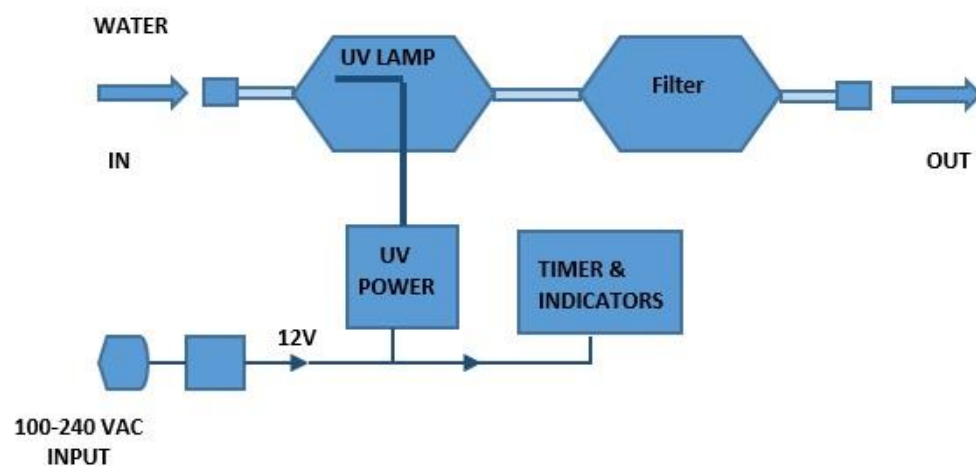 WATER
UV LAMP
Filter
IN
OUT
UV
POWER
TIMER &
INDICATORS
12V
100-240 VAC
INPUT